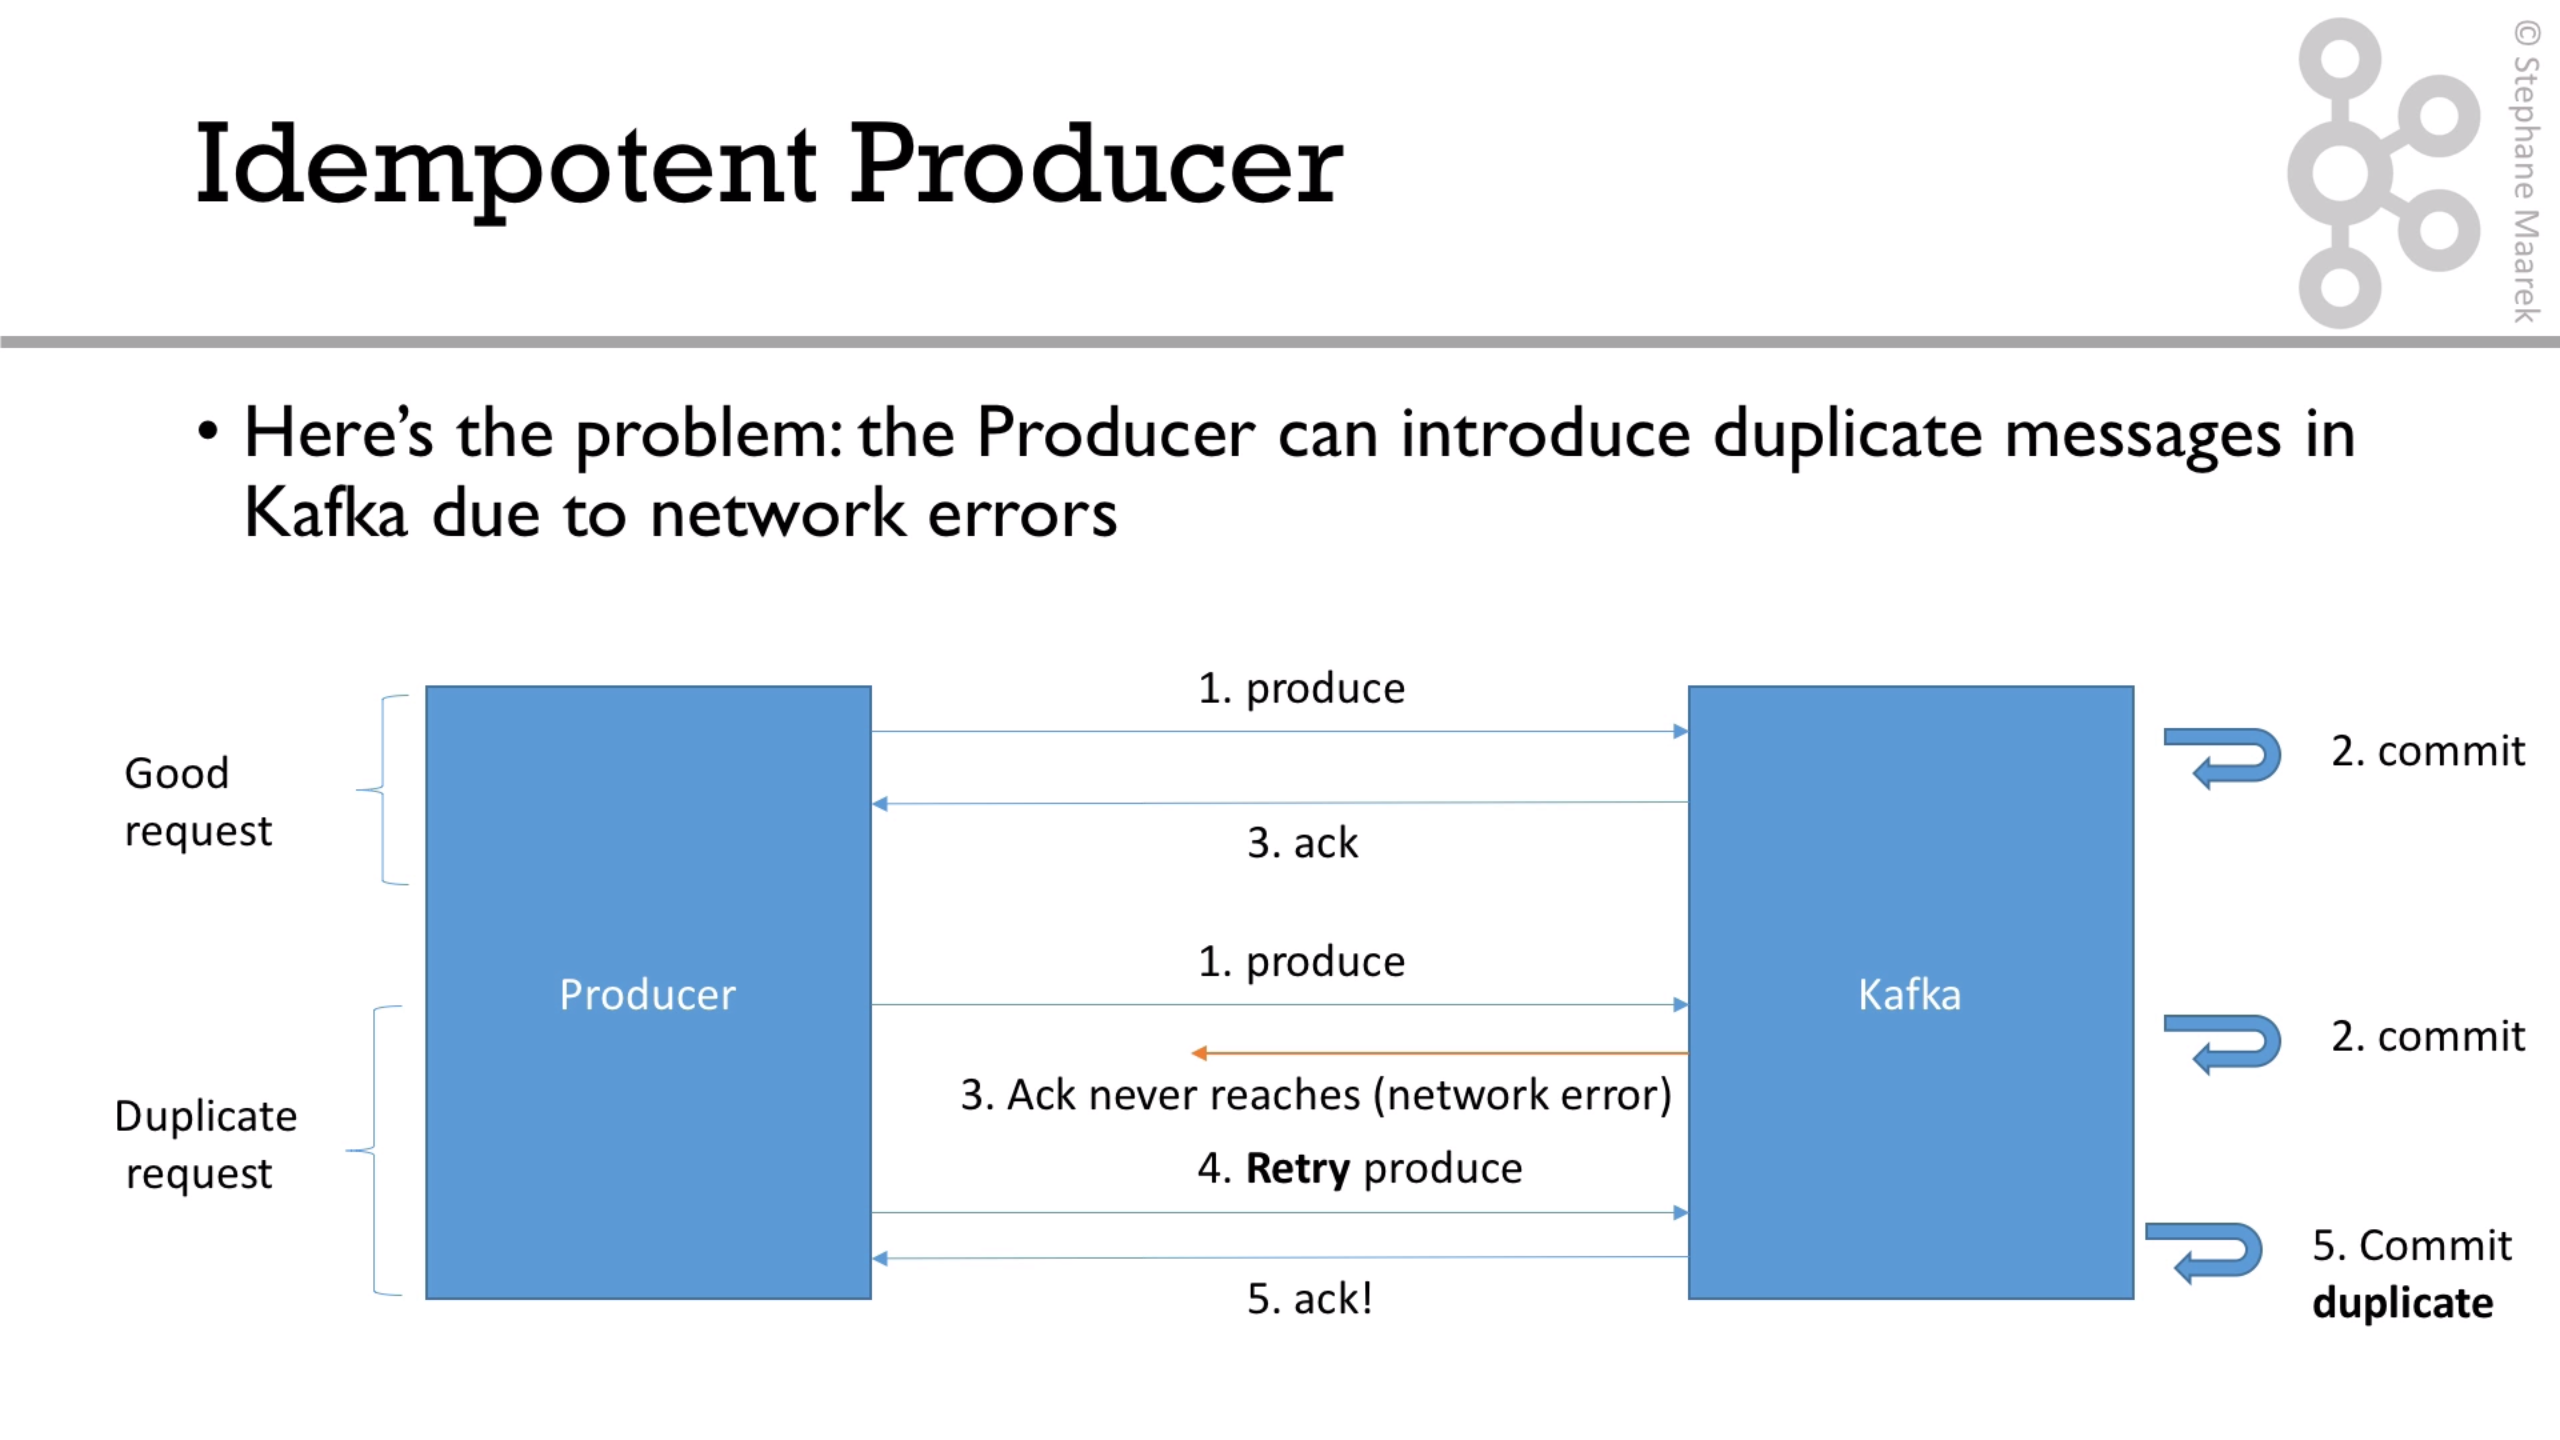 Idempotent Producer
© Stephane Maarek
• Here’s the problem: the Producer can introduce duplicate messages in
Kafka due to network errors
Good
request
1. produce
2. commit
3. ack
Producer
Kafka
Duplicate
request
1. produce
2. commit
3. Ack never reaches (network error)
4. Retry produce
5. Commit
duplicate
5. ack!